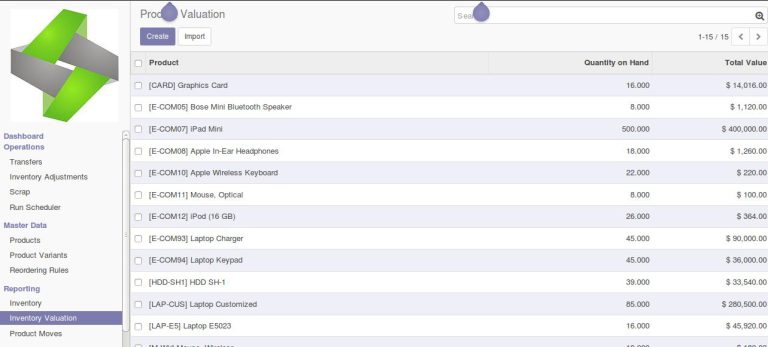 Product Valuation
Create Import
1-15 / 15
Product Quantity on Hand Total Value
[CARD] Graphics Card 16.000 $ 14,016.00
[E-COM05] Bose Mini Bluetooth Speaker 8.000 $ 1,120.00
[E-COM07] iPad Mini 500.000 $ 400,000.00
[E-COM08] Apple In-Ear Headphones 18.000 $ 1,260.00
[E-COM10] Apple Wireless Keyboard 22.000 $ 220.00
[E-COM11] Mouse, Optical 8.000 $ 100.00
[E-COM12] iPod (16 GB) 26.000 $ 364.00
[E-COM93] Laptop Charger 45.000 $ 90,000.00
[E-COM94] Laptop Keypad 45.000 $ 36,000.00
[HDD-SH1] HDD SH-1 39.000 $ 33,540.00
[LAP-CUS] Laptop Customized 85.000 $ 280,500.00
[LAP-E5] Laptop E5023 16.000 $ 45,920.00
Dashboard
Operations
Transfers
Inventory Adjustments
Scrap
Run Scheduler
Master Data
Products
Product Variants
Reordering Rules
Reporting
Inventory
Inventory Valuation
Product Moves